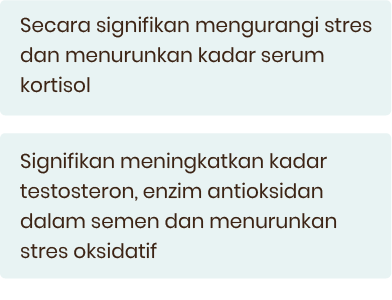 Secara signifikan mengurangi stres
dan menurunkan kadar serum
kortisol
Signifikan meningkatkan kadar
testosteron, enzim antioksidan
dalam semen dan menurunkan
stres oksidatif